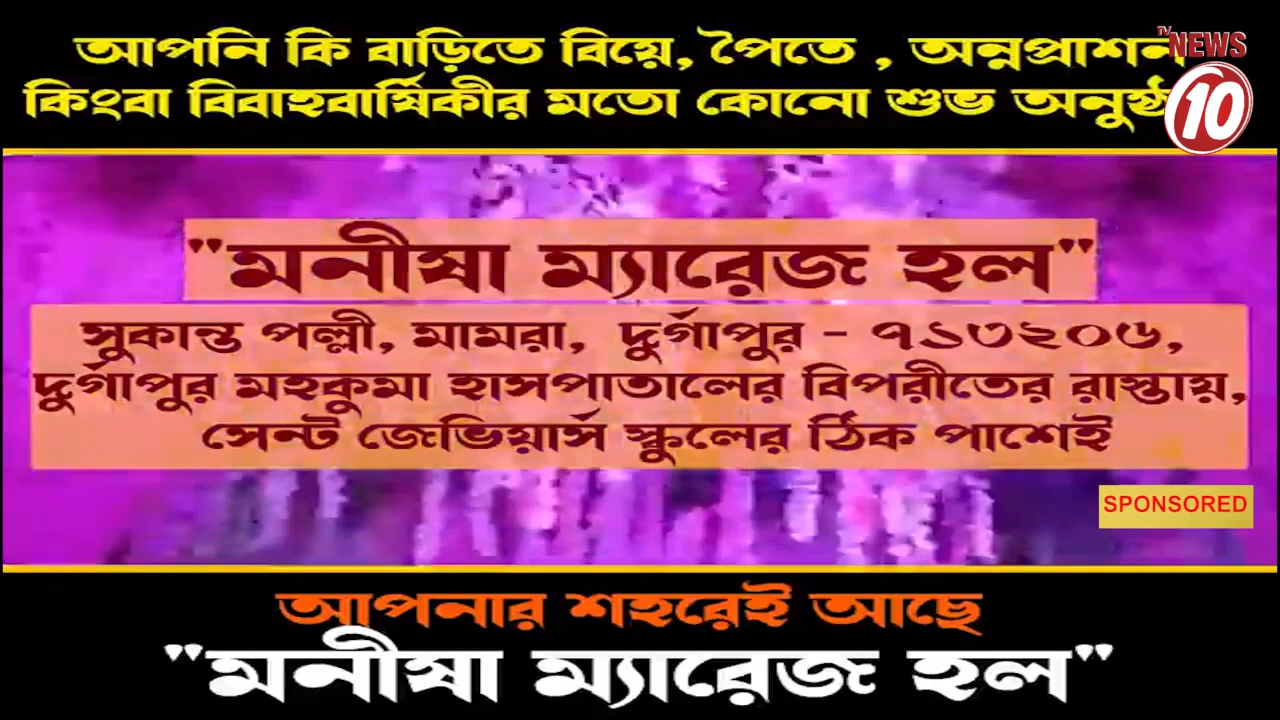 আপনি কি বাড়িতে বিয়ে, পৈতে , অন্নপ্রাশন
কিংবা বিবাহবার্ষিকীর মতো কোনো শুভ
TV NEWS
10
"মনীষা ম্যারেজ হল"
সুকান্ত পল্লী, মামরা, দুর্গাপুর - ৭১৩২০৬,
দুর্গাপুর মহকুমা হাসপাতালের বিপরীতের রাস্তায়,
সেন্ট জেভিয়ার্স স্কুলের ঠিক পাশেই
SPONSORED
আপনার শহরেই আছে
"মনীষা ম্যারেজ হল"